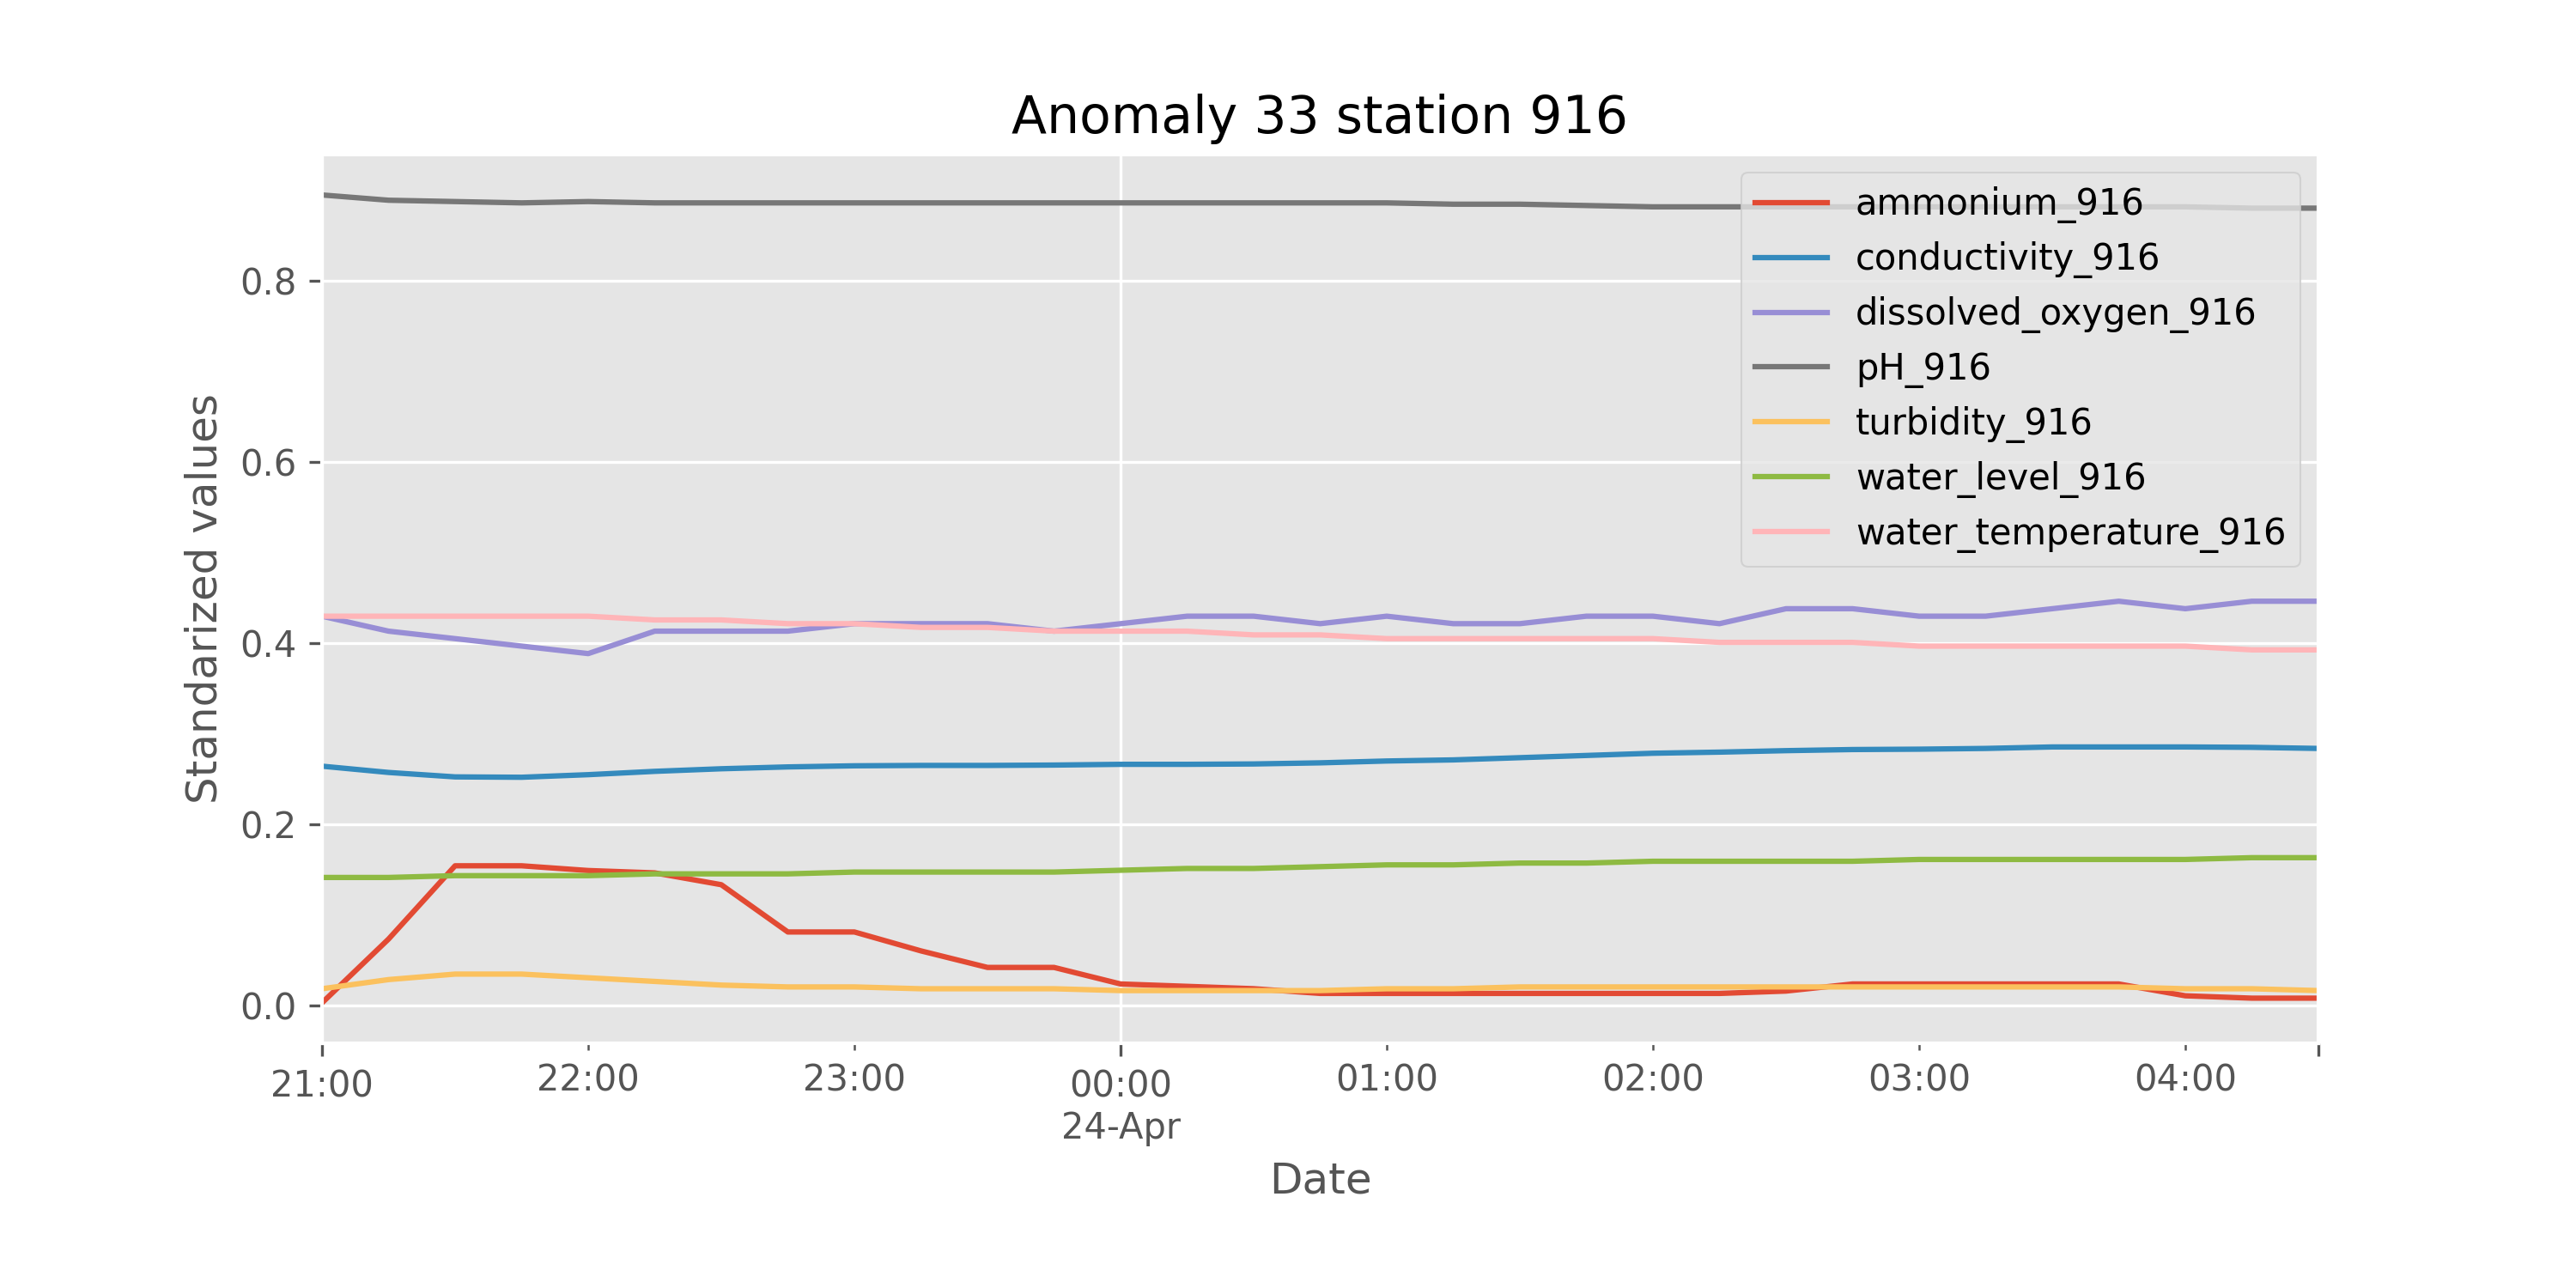 Anomaly 33 station 916
ammonium_916
conductivity_916
dissolved_oxygen_916
pH_916
turbidity_916
water_level_916
water_temperature_916
Standarized values
0.8
0.6
0.4
0.2
0.0
21:00 22:00 23:00 00:00 01:00 02:00 03:00 04:00
24-Apr
Date